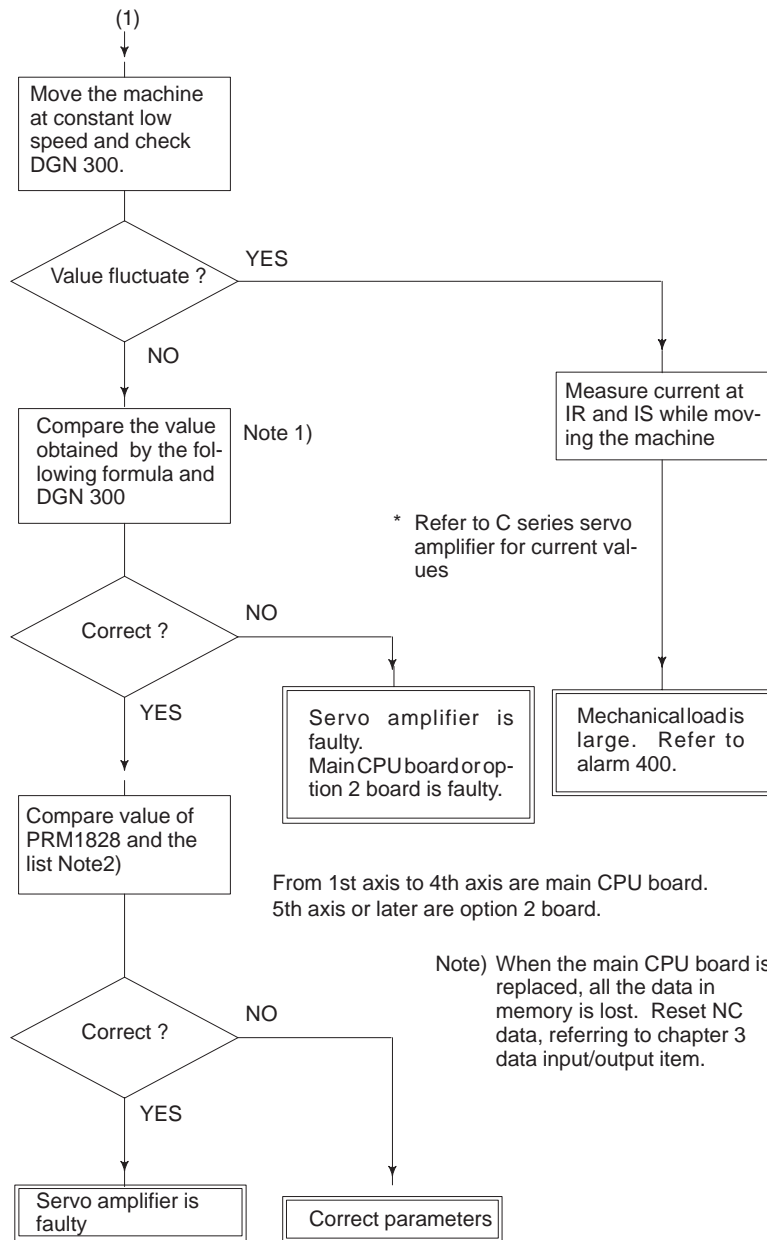 (1)
Move the machine
at constant low
speed and check
DGN 300.
Value fluctuate ?
YES
NO
Measure current at
IR and IS while mov-
ing the machine
Compare the value
obtained by the fol-
lowing formula and
DGN 300
Note 1)
* Refer to C series servo
amplifier for current val-
ues
Correct ?
NO
YES
Servo amplifier is
faulty.
Main CPU board or op-
tion 2 board is faulty.
Mechanical load is
large. Refer to
alarm 400.
Compare value of
PRM1828 and the
list Note2)
From 1st axis to 4th axis are main CPU board.
5th axis or later are option 2 board.
Note) When the main CPU board is
replaced, all the data in
memory is lost. Reset NC
data, referring to chapter 3
data input/output item.
Correct ?
NO
YES
Servo amplifier is
faulty
Correct parameters